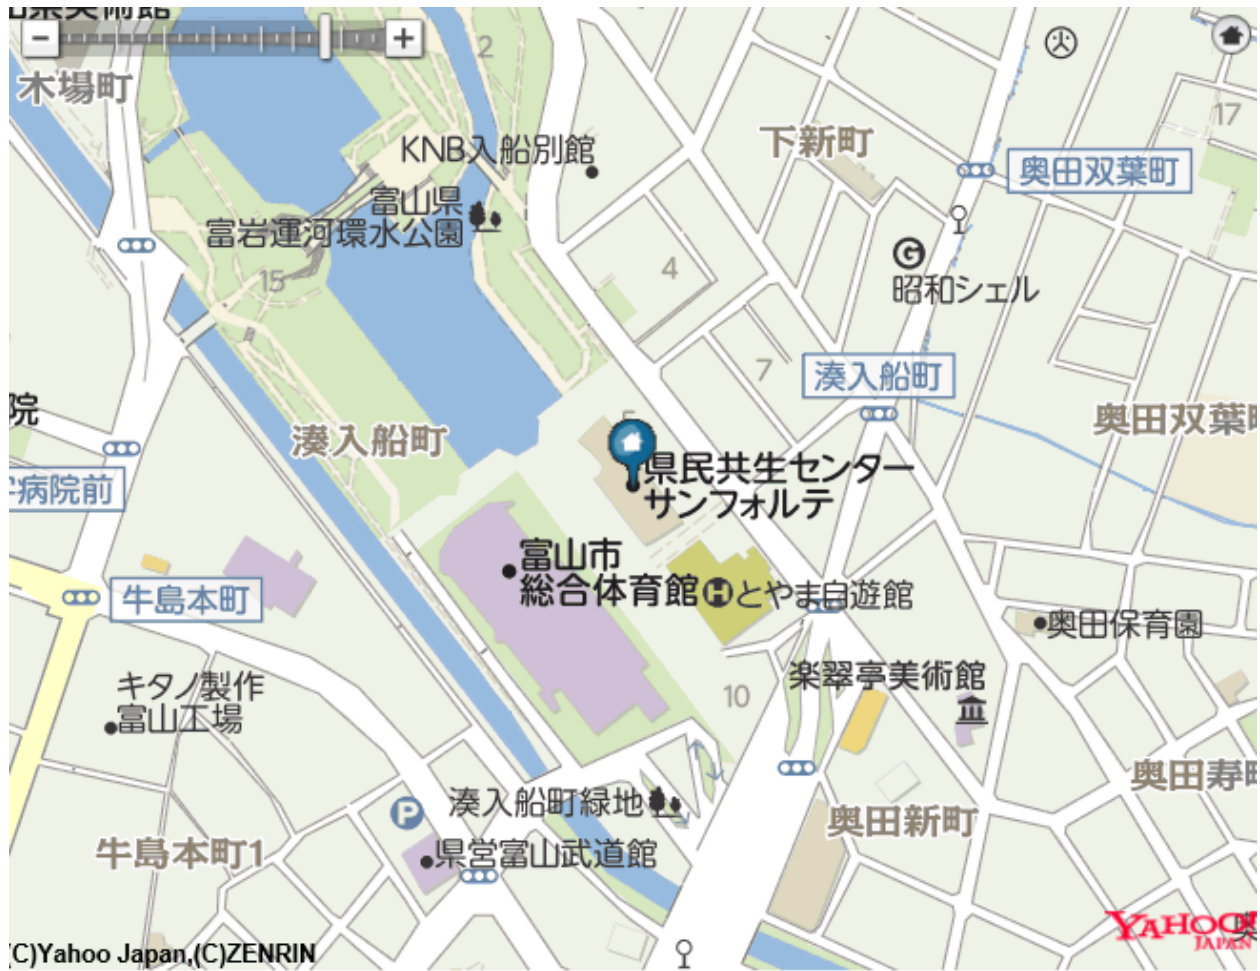 県美術館
木場町
2
17
下新町
KNB入船別館
奥田双葉町
富山県
富岩運河環水公園
G
昭和シェル
4
15
7
湊入船町
院
湊入船町
奥田双葉町
5
県民共生センター
サンフォルテ
病院前
富山市
総合体育館
H
とやま自遊館
牛島本町
奥田保育園
楽翠亭美術館
キタノ製作
富山工場
10
奥田寿町
湊入船町緑地
P
奥田新町
牛島本町1
県営富山武道館
YAHOO!
JAPAN
奥
(C)Yahoo Japan,(C)ZENRIN